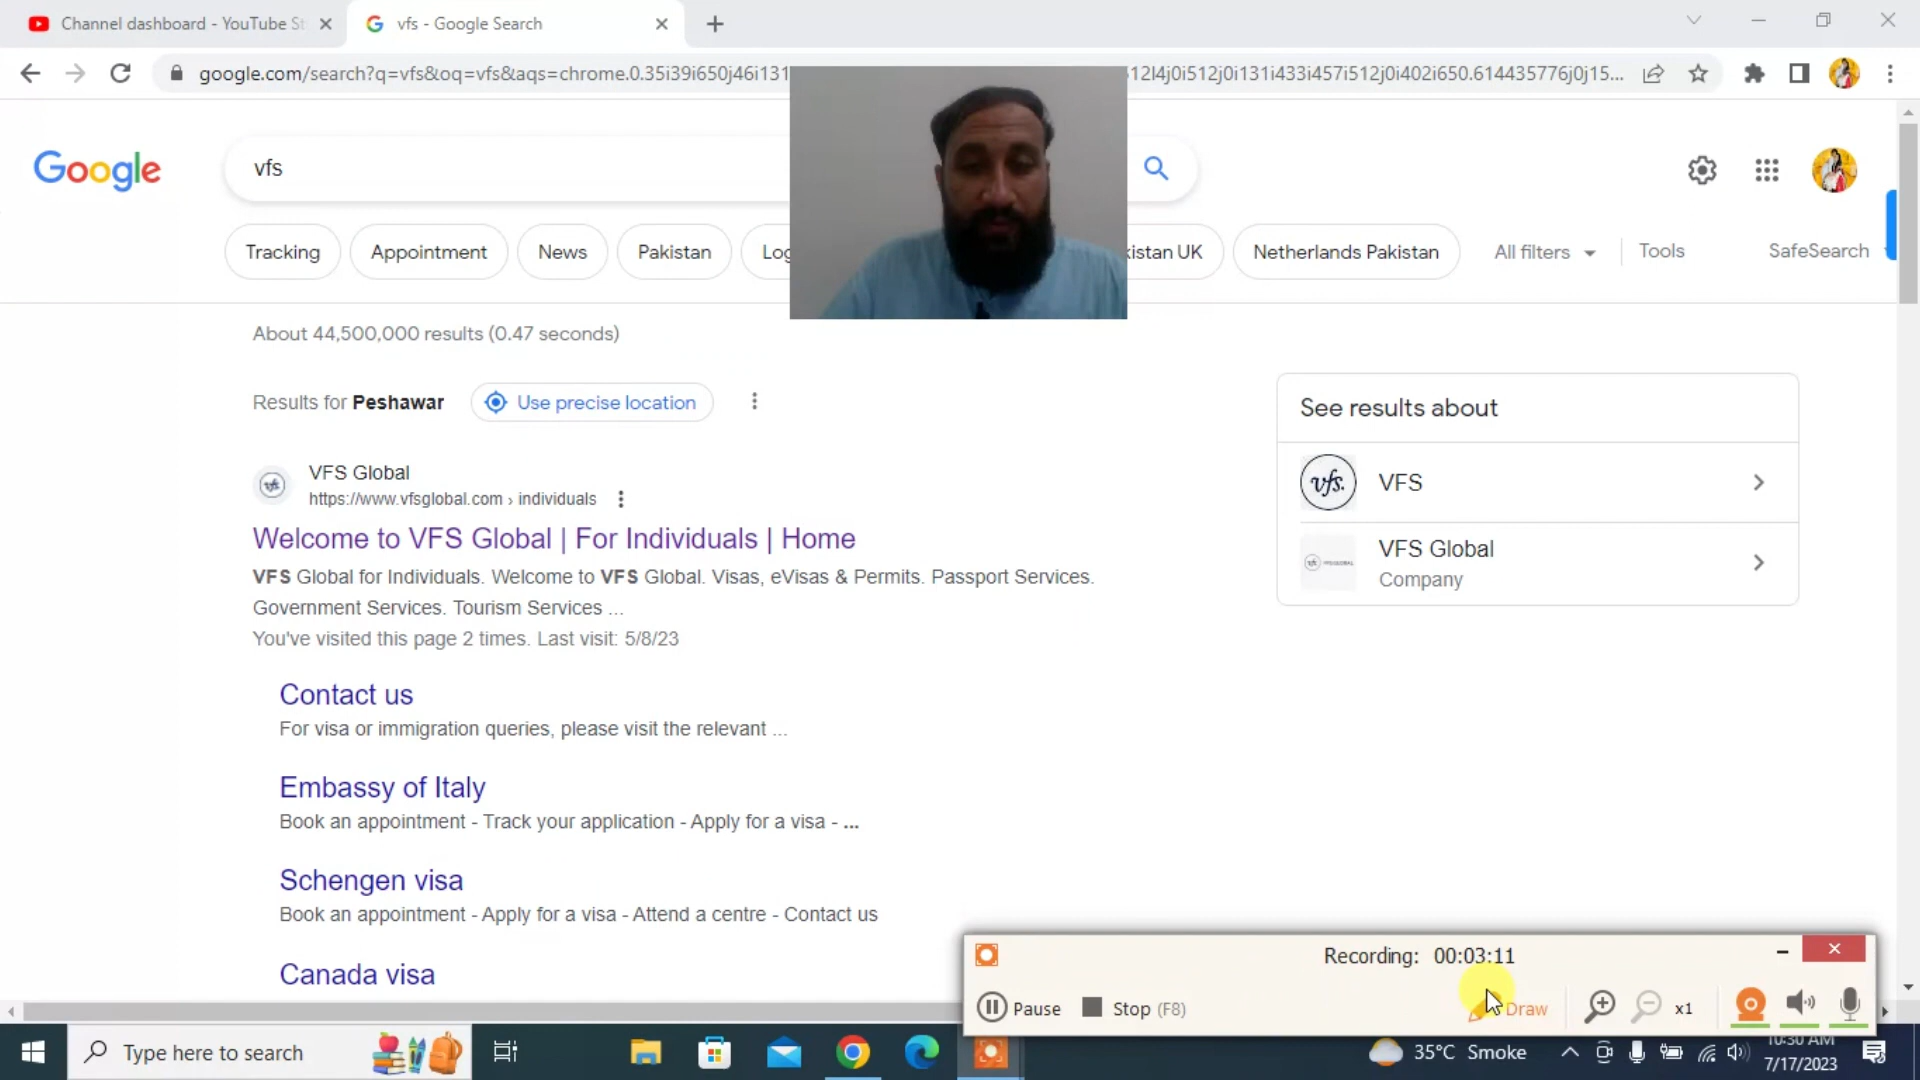 Channel dashboard - YouTube St
vfs - Google Search
google.com/search?q=vfs&oq=vfs&aqs=chrome.0.35i39i650j46i131
12l4j0i512j0i131i433i457i512j0i402i650.614435776j0j15...
Google
vfs
Tracking
Appointment
News
Pakistan
Log
kistan UK
Netherlands Pakistan
All filters
Tools
SafeSearch
About 44,500,000 results (0.47 seconds)
Results for Peshawar
Use precise location
VFS Global
https://www.vfsglobal.com › individuals
Welcome to VFS Global | For Individuals | Home
VFS Global for Individuals. Welcome to VFS Global. Visas, eVisas & Permits. Passport Services.
Government Services. Tourism Services ...
You've visited this page 2 times. Last visit: 5/8/23
Contact us
For visa or immigration queries, please visit the relevant ...
Embassy of Italy
Book an appointment - Track your application - Apply for a visa - ...
Schengen visa
Book an appointment - Apply for a visa - Attend a centre - Contact us
Canada visa
See results about
vfs.
VFS
VFS Global
Company
Recording: 00:03:11
Pause
Stop (F8)
Draw
x1
Type here to search
35°C Smoke
10:30 AM
7/17/2023